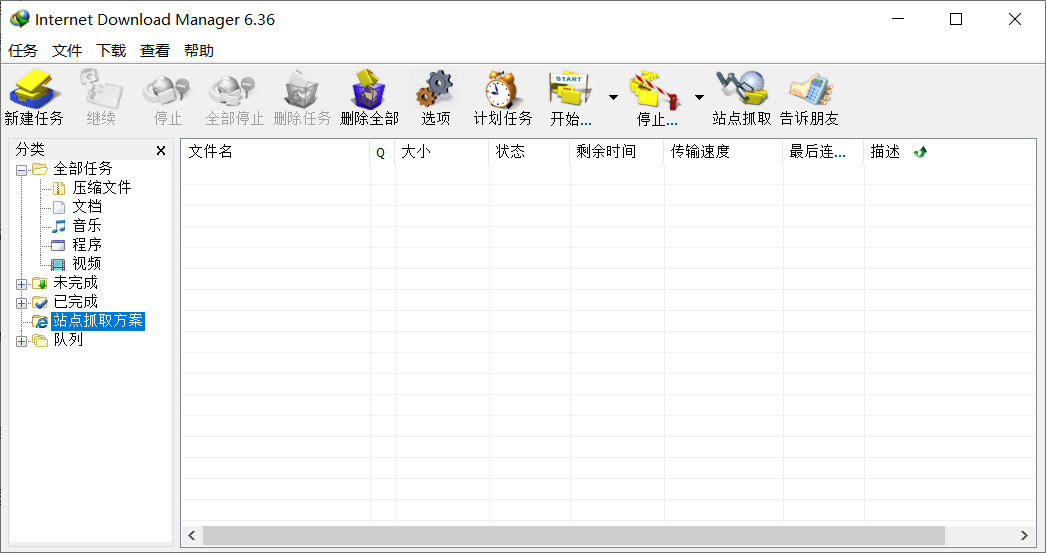 Internet Download Manager 6.36
任务 文件 下载 查看 帮助
新建任务 继续 停止 全部停止 删除任务 删除全部 选项 计划任务 START 开始... 停止... 站点抓取 告诉朋友
分类
文件名 Q 大小 状态 剩余时间 传输速度 最后连... 描述
全部任务
压缩文件
文档
音乐
程序
视频
未完成
已完成
站点抓取方案
队列